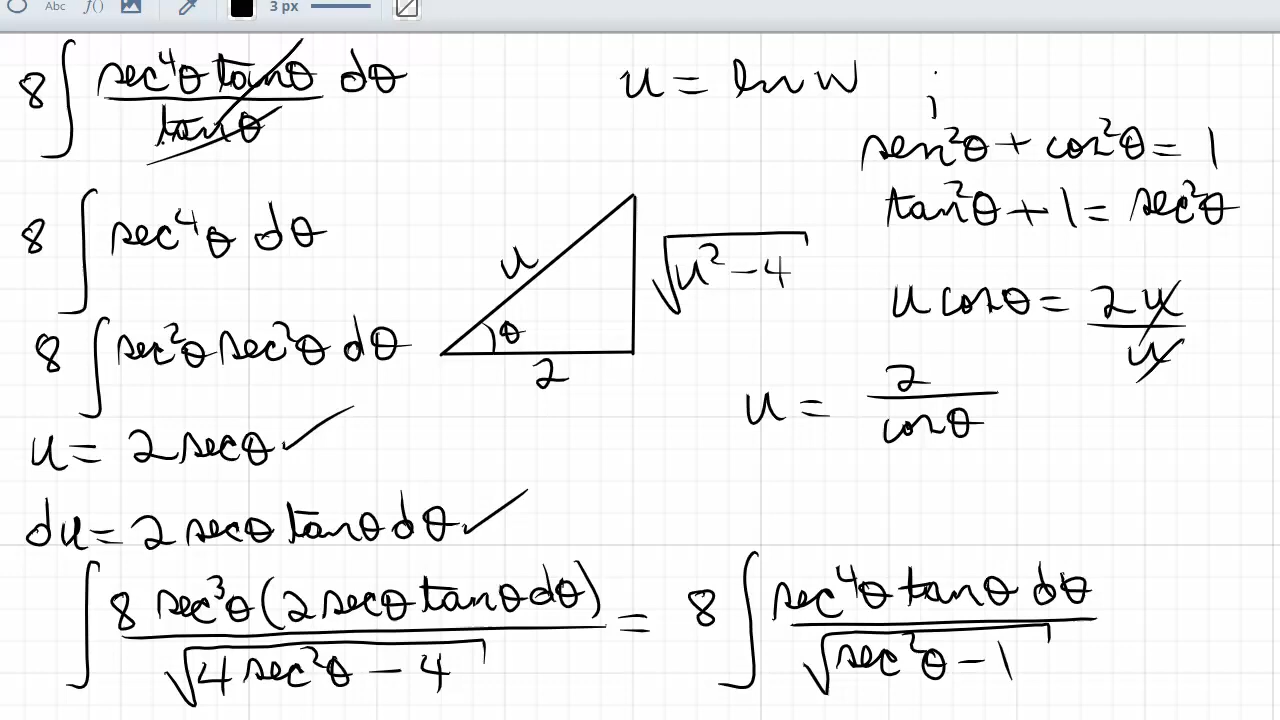 Abc f() 3 px
8 ∫ sec⁴θ tanθ / tanθ dθ
u = ln w
sen²θ + cos²θ = 1
tan²θ + 1 = sec²θ
8 ∫ sec⁴θ dθ
u
√(u² - 4)
θ
2
u cosθ = 2u / u
8 ∫ sec²θ sec²θ dθ
u = 2 / cosθ
u = 2 secθ ✓
du = 2 secθ tanθ dθ ✓
∫ 8 sec³θ (2 secθ tanθ dθ) / √(4 sec²θ - 4) = 8 ∫ sec⁴θ tanθ dθ / √(sec²θ - 1)